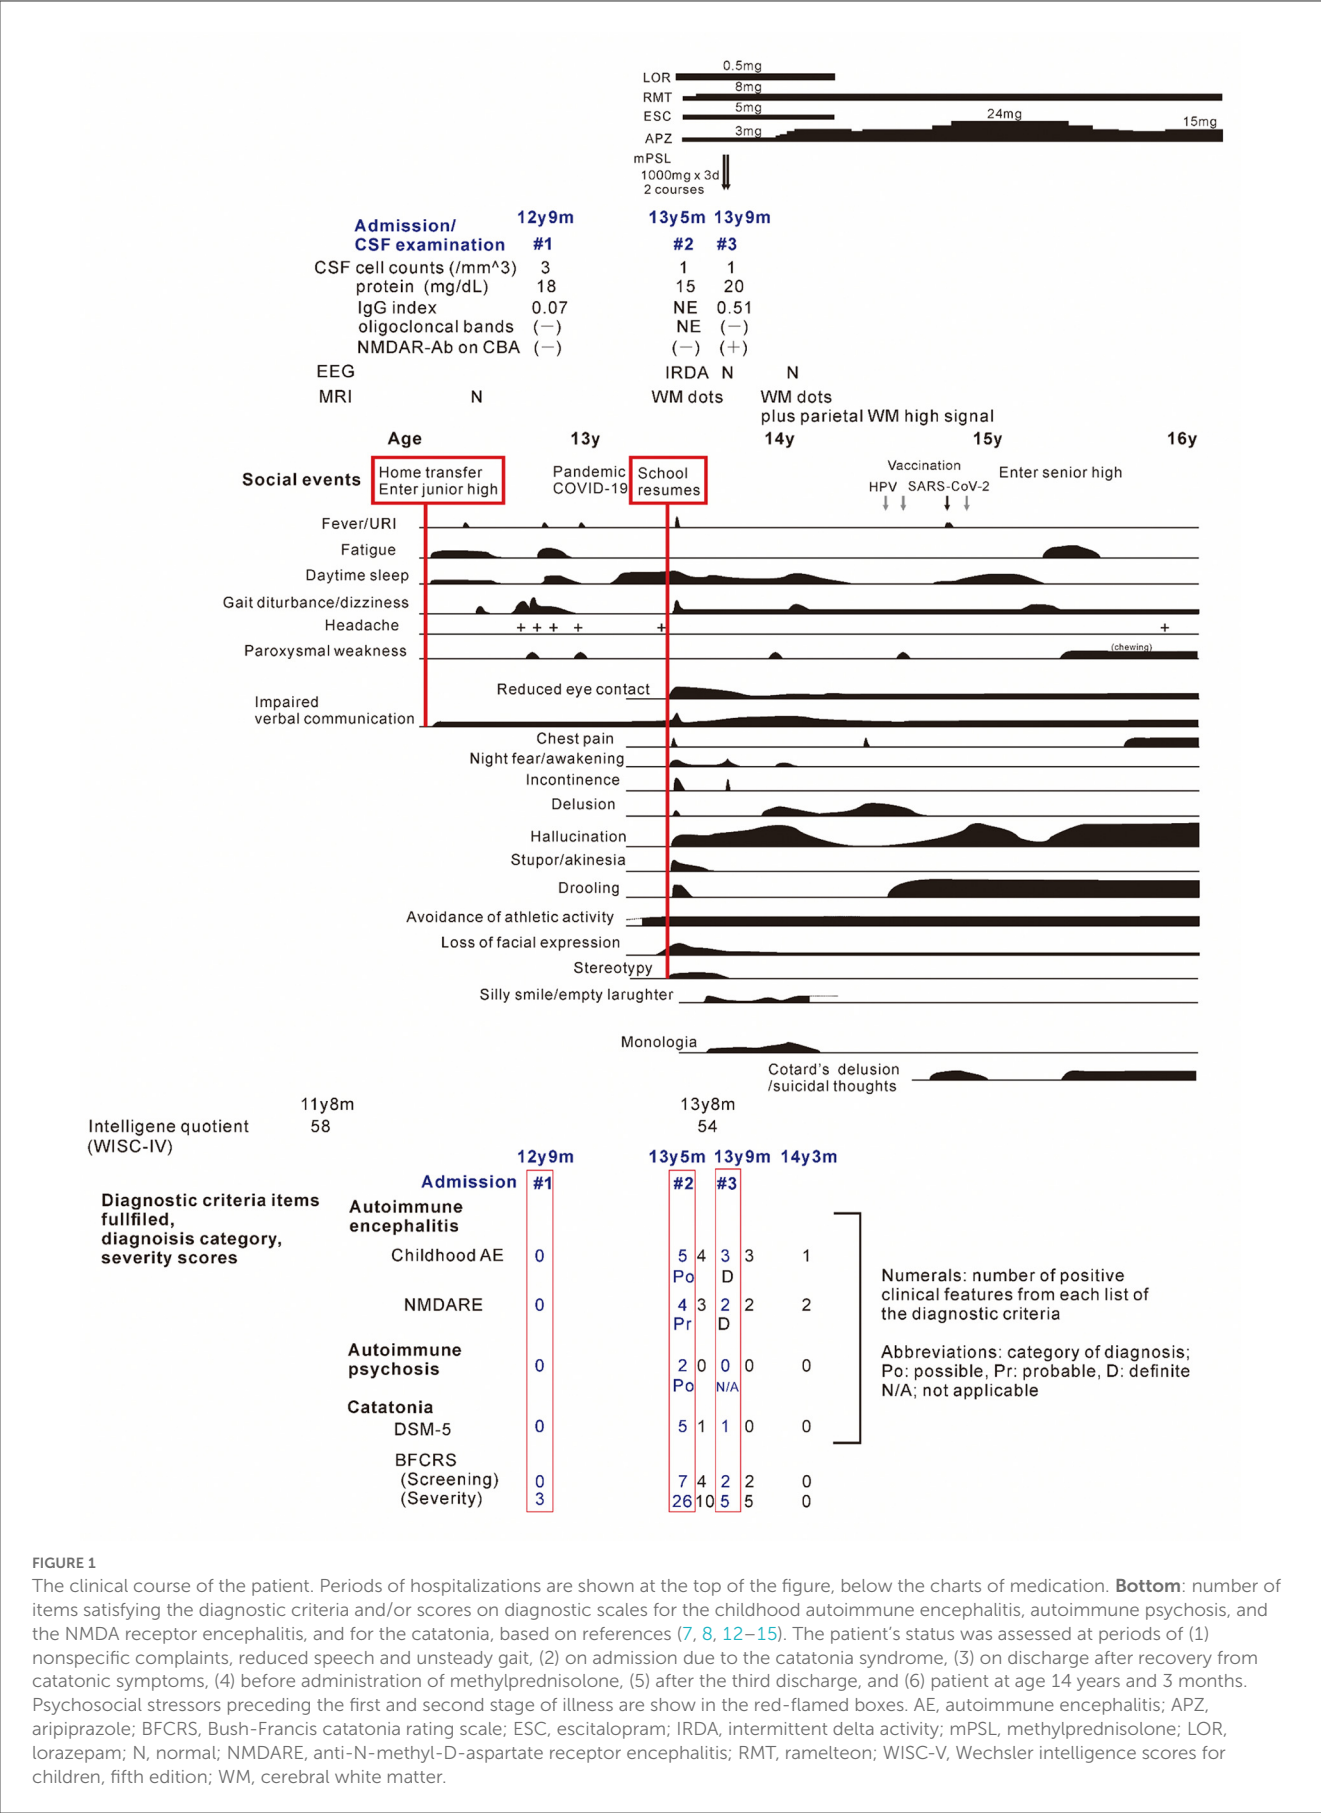 0.5mg
LOR
8mg
RMT
5mg
ESC
24mg
3mg
15mg
APZ
mPSL
1000mg x 3d
2 courses
12y9m 13y5m 13y9m
Admission/
CSF examination #1 #2 #3
CSF cell counts (/mm^3) 3 1 1
protein (mg/dL) 18 15 20
IgG index 0.07 NE 0.51
oligocloncal bands (−) NE (−)
NMDAR-Ab on CBA (−) (−) (+)
EEG IRDA N N
MRI N WM dots WM dots
plus parietal WM high signal
Age 13y 14y 15y 16y
Social events
Home transfer
Enter junior high
Pandemic
COVID-19
School
resumes
Vaccination
HPV SARS-CoV-2
Enter senior high
Fever/URI
Fatigue
Daytime sleep
Gait diturbance/dizziness
Headache + + + + + +
Paroxysmal weakness (chewing)
Reduced eye contact
Impaired
verbal communication
Chest pain
Night fear/awakening
Incontinence
Delusion
Hallucination
Stupor/akinesia
Drooling
Avoidance of athletic activity
Loss of facial expression
Stereotypy
Silly smile/empty larughter
Monologia
Cotard's delusion
/suicidal thoughts
11y8m 13y8m
Intelligene quotient 58 54
(WISC-IV)
12y9m 13y5m 13y9m 14y3m
Admission #1 #2 #3
Diagnostic criteria items
fullfiled,
diagnoisis category,
severity scores
Autoimmune
encephalitis
Childhood AE 0 5 4 3 3 1
Po D
NMDARE 0 4 3 2 2 2
Pr D
Autoimmune
psychosis 0 2 0 0 0 0
Po N/A
Catatonia
DSM-5 0 5 1 1 0 0
BFCRS
(Screening) 0 7 4 2 2 0
(Severity) 3 26 10 5 5 0
Numerals: number of positive
clinical features from each list of
the diagnostic criteria
Abbreviations: category of diagnosis;
Po: possible, Pr: probable, D: definite
N/A; not applicable
FIGURE 1
The clinical course of the patient. Periods of hospitalizations are shown at the top of the figure, below the charts of medication. Bottom: number of
items satisfying the diagnostic criteria and/or scores on diagnostic scales for the childhood autoimmune encephalitis, autoimmune psychosis, and
the NMDA receptor encephalitis, and for the catatonia, based on references (7, 8, 12–15). The patient's status was assessed at periods of (1)
nonspecific complaints, reduced speech and unsteady gait, (2) on admission due to the catatonia syndrome, (3) on discharge after recovery from
catatonic symptoms, (4) before administration of methylprednisolone, (5) after the third discharge, and (6) patient at age 14 years and 3 months.
Psychosocial stressors preceding the first and second stage of illness are show in the red-flamed boxes. AE, autoimmune encephalitis; APZ,
aripiprazole; BFCRS, Bush-Francis catatonia rating scale; ESC, escitalopram; IRDA, intermittent delta activity; mPSL, methylprednisolone; LOR,
lorazepam; N, normal; NMDARE, anti-N-methyl-D-aspartate receptor encephalitis; RMT, ramelteon; WISC-V, Wechsler intelligence scores for
children, fifth edition; WM, cerebral white matter.